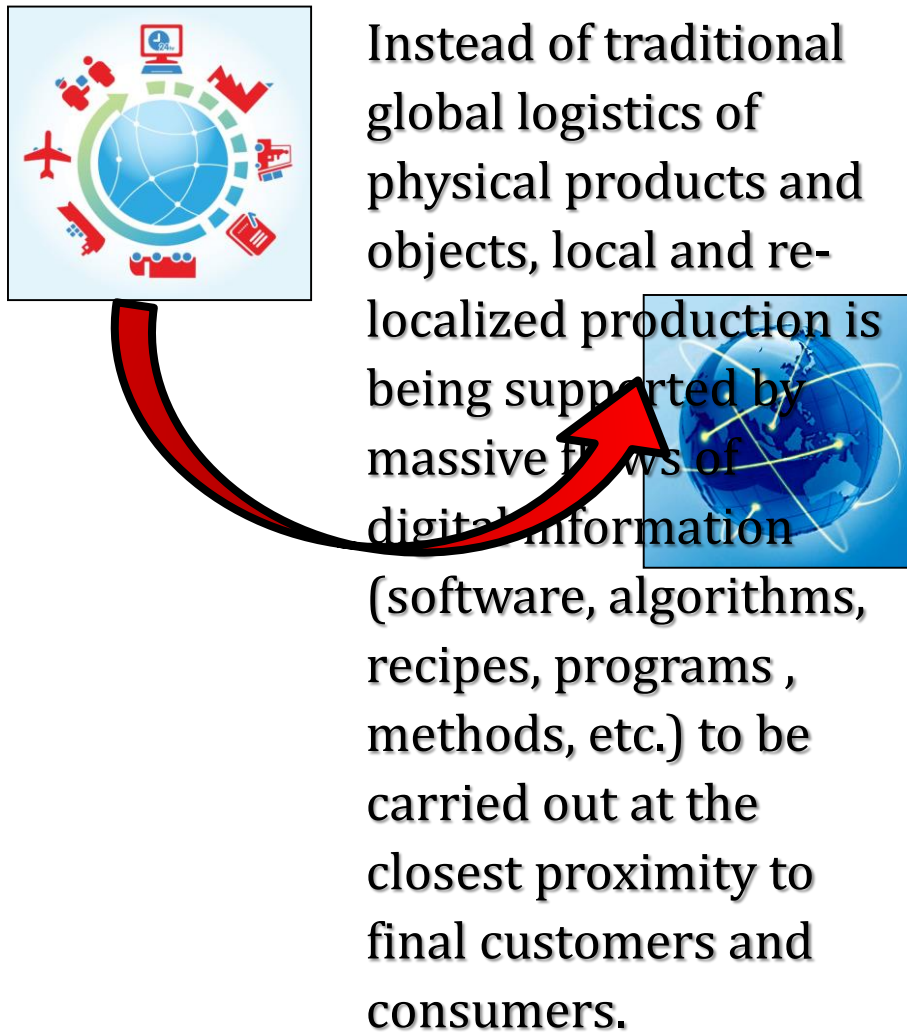 24hr
Instead of traditional
global logistics of
physical products and
objects, local and re-
localized production is
being supported by
massive flows of
digital information
(software, algorithms,
recipes, programs ,
methods, etc.) to be
carried out at the
closest proximity to
final customers and
consumers.